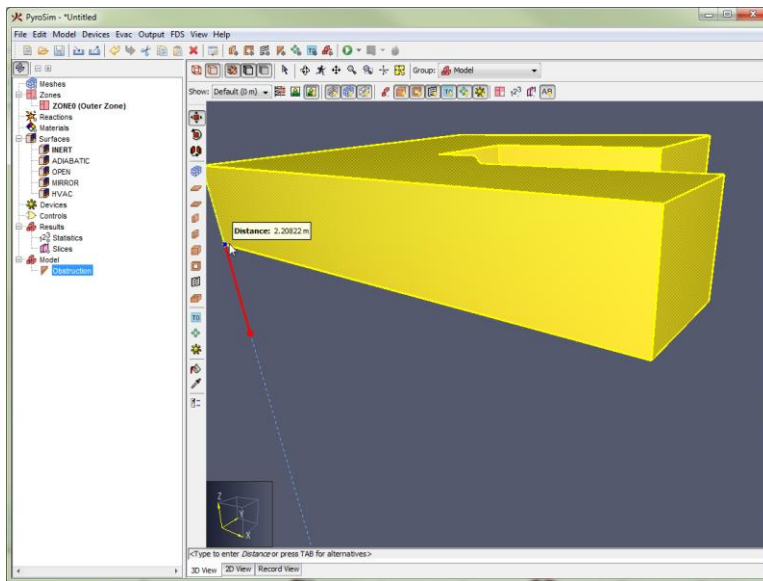 PyroSim - *Untitled
File Edit Model Devices Evac Output FDS View Help
Group: Model
Show: Default (0 m)
Meshes
Zones
ZONE0 (Outer Zone)
Reactions
Materials
Surfaces
INERT
ADIABATIC
OPEN
MIRROR
HVAC
Devices
Controls
Results
Statistics
Slices
Model
Obstruction
Distance: 2.20822 m
Z
Y
X
<Type to enter Distance or press TAB for alternatives>
3D View 2D View Record View